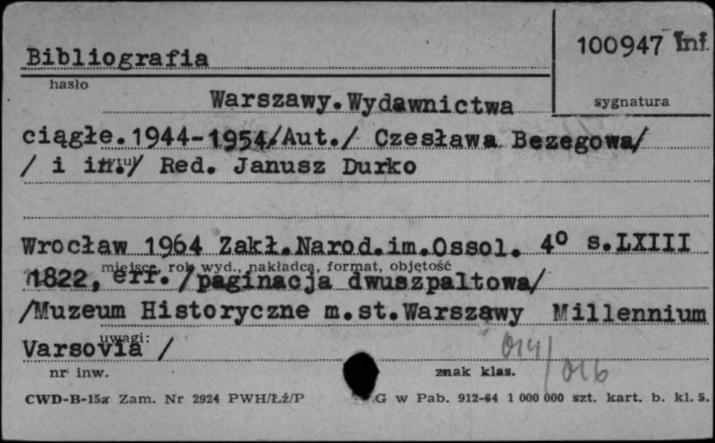 Bibliografia
100947 Inf.
hasło
sygnatura
Warszawy.Wydawnictwa
ciągłe.1944-1954/Aut./ Czesława Bezegowa/
/ i in./ Red. Janusz Durko
tytuł
Wrocław 1964 Zakł.Narod.im.Ossol. 4° s.LXIII
miejsce, rok wyd., nakładca, format, objętość
1822, err. /paginacja dwuszpaltowa/
/Muzeum Historyczne m.st.Warszawy Millennium
uwagi:
Varsovia /
014/016
nr inw.
znak klas.
CWD-B-15a Zam. Nr 2924 PWH/Łź/P G w Pab. 912-64 1 000 000 szt. kart. b. kl. 5.